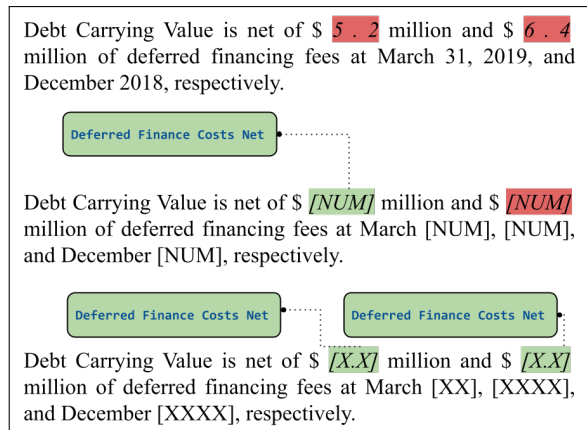 Debt Carrying Value is net of $ 5 . 2 million and $ 6 . 4
million of deferred financing fees at March 31, 2019, and
December 2018, respectively.
Deferred Finance Costs Net
Debt Carrying Value is net of $ [NUM] million and $ [NUM]
million of deferred financing fees at March [NUM], [NUM],
and December [NUM], respectively.
Deferred Finance Costs Net Deferred Finance Costs Net
Debt Carrying Value is net of $ [X.X] million and $ [X.X]
million of deferred financing fees at March [XX], [XXXX],
and December [XXXX], respectively.